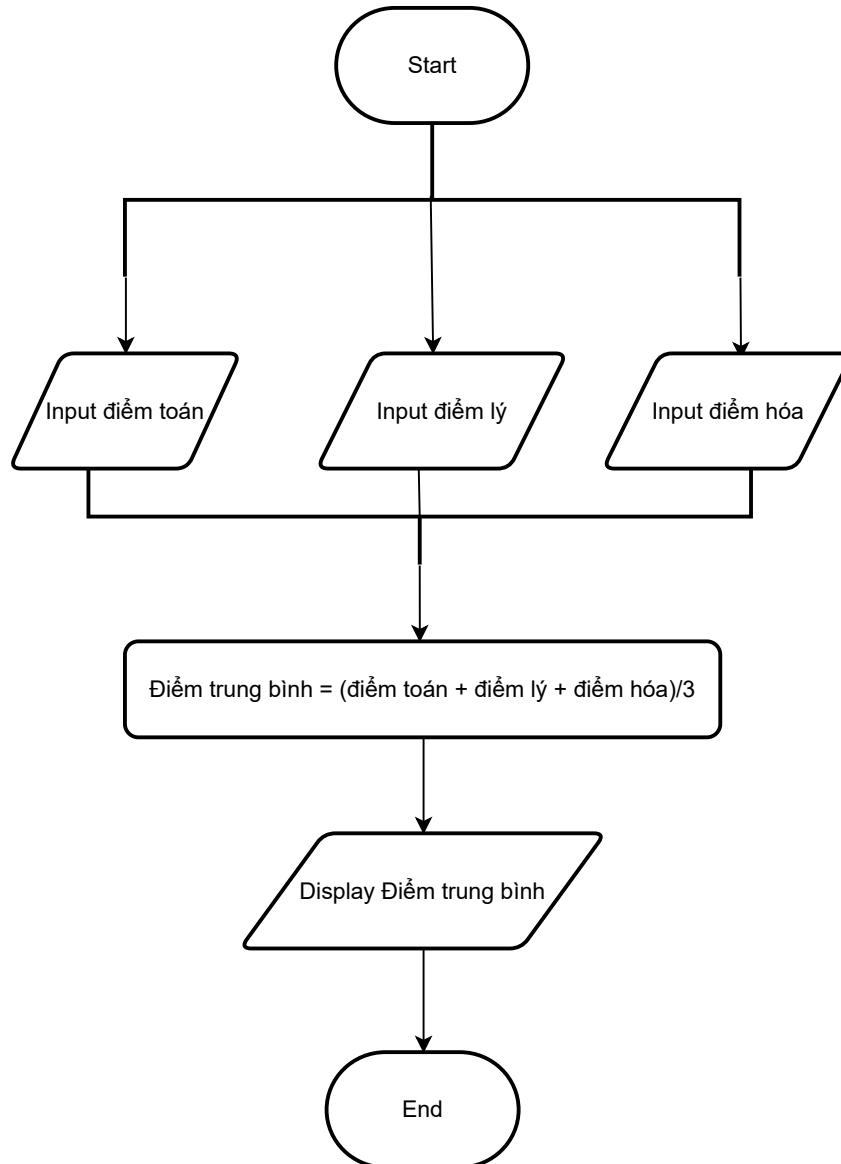 Start
Input điểm toán
Input điểm lý
Input điểm hóa
Điểm trung bình = (điểm toán + điểm lý + điểm hóa)/3
Display Điểm trung bình
End